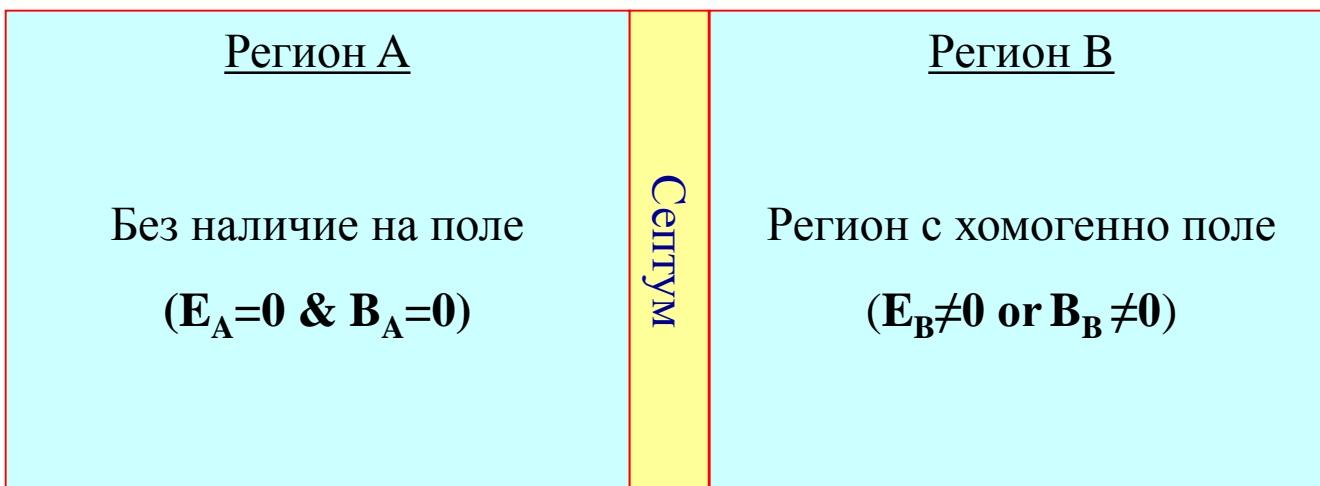 Регион А
Без наличие на поле
(E_A=0 & B_A=0)
Септум
Регион В
Регион с хомогенно поле
(E_B≠0 or B_B ≠0)